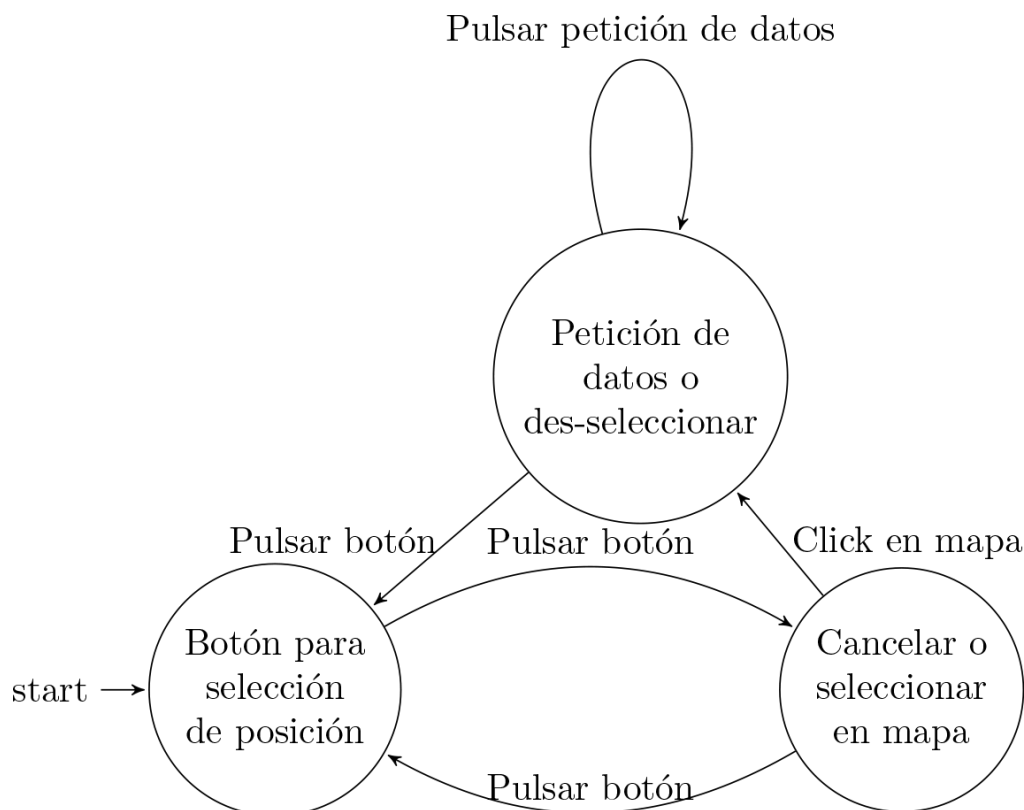 Pulsar petición de datos
Petición de
datos o
des-seleccionar
Pulsar botón
Pulsar botón
Click en mapa
Botón para
selección
de posición
Cancelar o
seleccionar
en mapa
start
Pulsar botón